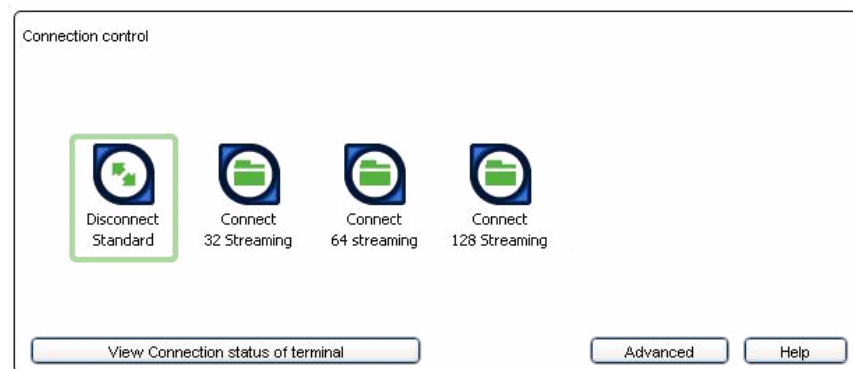 Connection control
Disconnect
Standard
Connect
32 Streaming
Connect
64 streaming
Connect
128 Streaming
View Connection status of terminal
Advanced
Help